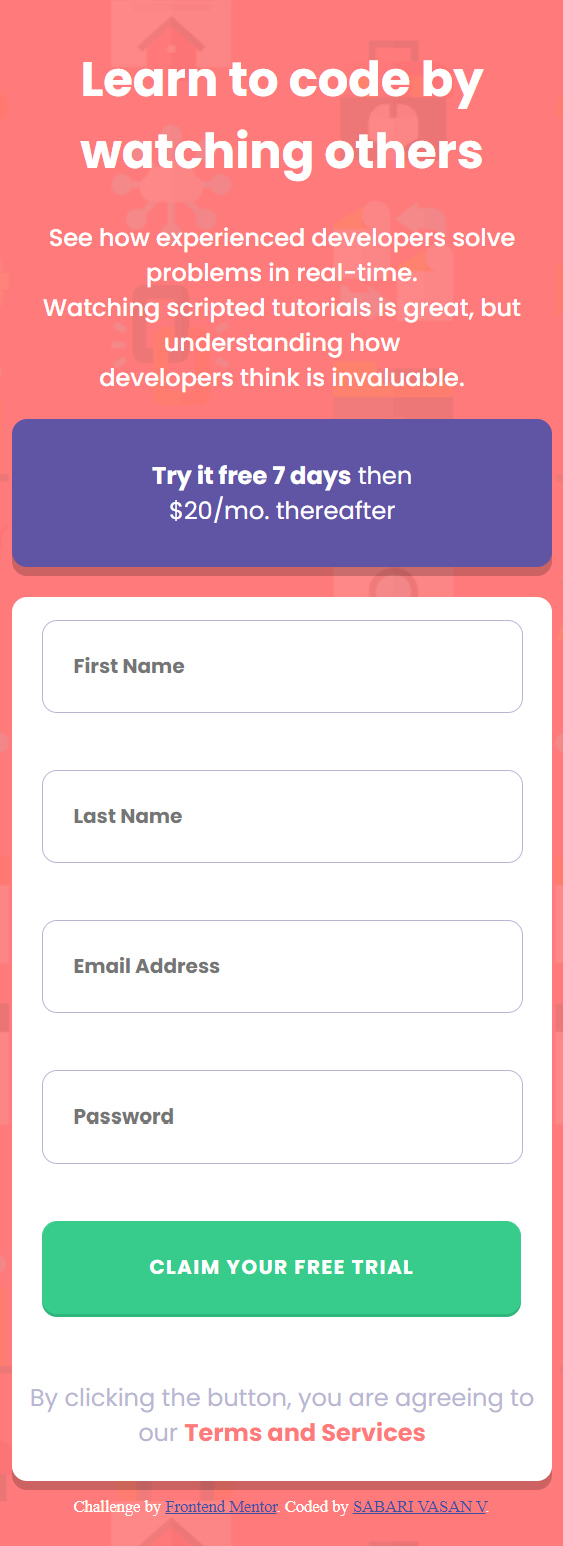 Learn to code by
watching others
See how experienced developers solve
problems in real-time.
Watching scripted tutorials is great, but
understanding how
developers think is invaluable.
Try it free 7 days then
$20/mo. thereafter
First Name
Last Name
Email Address
Password
CLAIM YOUR FREE TRIAL
By clicking the button, you are agreeing to
our Terms and Services
Challenge by Frontend Mentor. Coded by SABARI VASAN V.